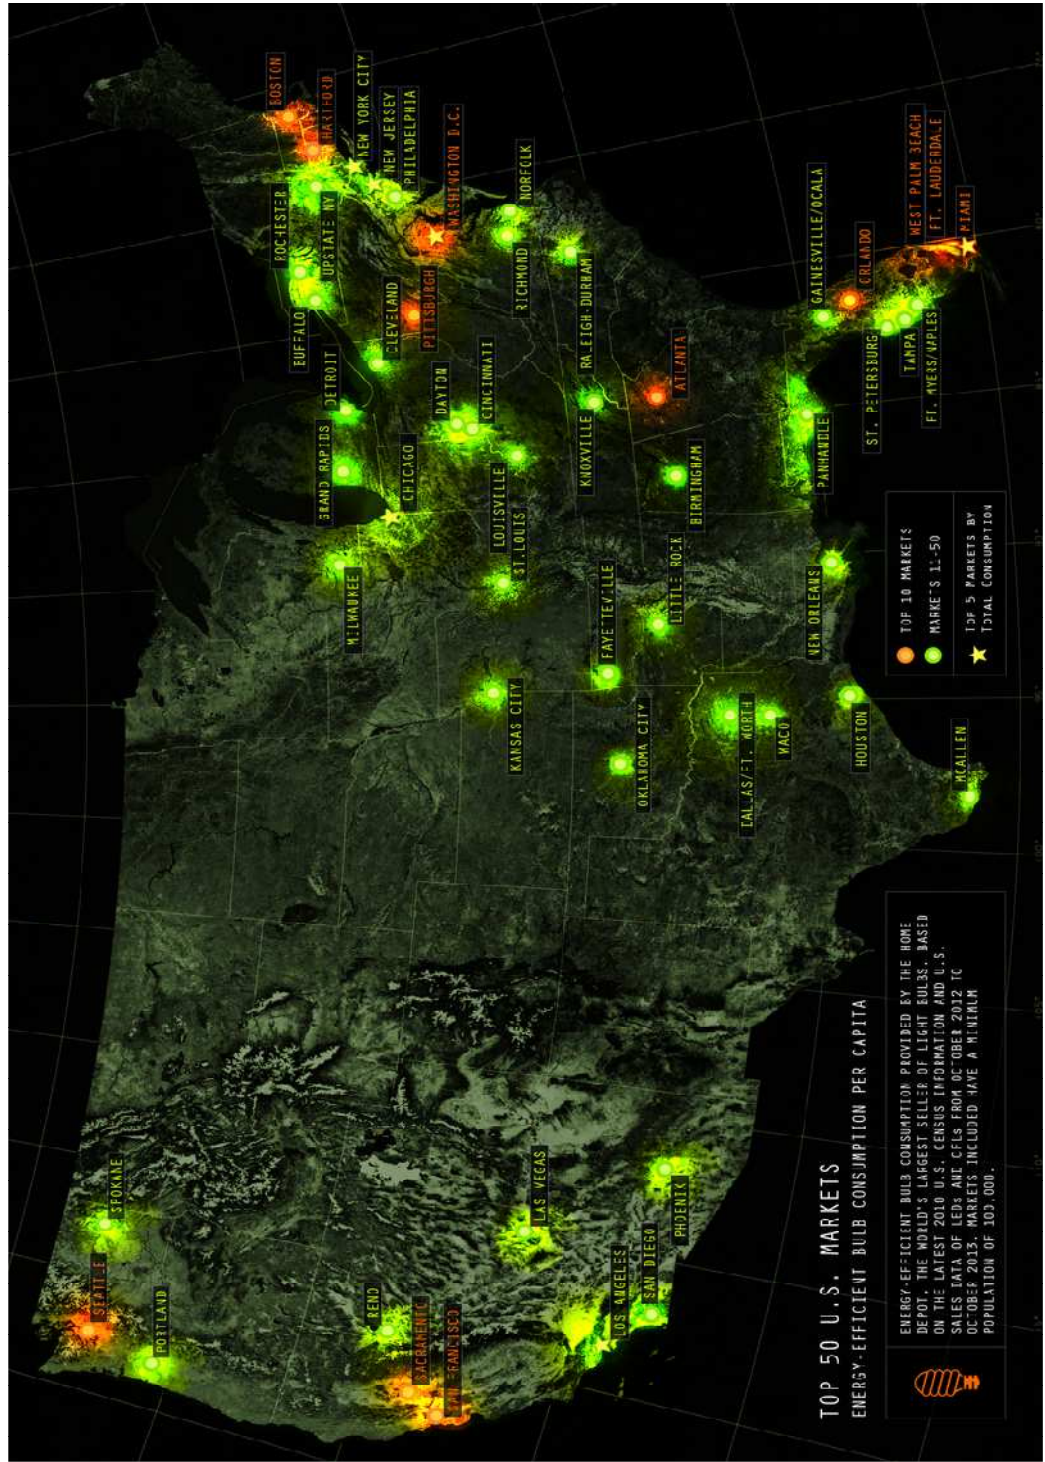 SEATTLE
SPOKANE
PORTLAND
RENO
SACRAMENTO
SAN FRANCISCO
LAS VEGAS
LOS ANGELES
SAN DIEGO
PHOENIX
KANSAS CITY
OKLAHOMA CITY
FAYETTEVILLE
LITTLE ROCK
DALLAS/FT. WORTH
WACO
HOUSTON
MCALLEN
NEW ORLEANS
MILWAUKEE
CHICAGO
GRAND RAPIDS
DETROIT
ST.LOUIS
LOUISVILLE
DAYTON
CINCINNATI
CLEVELAND
PITTSBURGH
KNOXVILLE
BIRMINGHAM
ATLANTA
BUFFALO
ROCHESTER
UPSTATE NY
BOSTON
HARTFORD
NEW YORK CITY
NEW JERSEY
PHILADELPHIA
WASHINGTON D.C.
NORFOLK
RICHMOND
RALEIGH-DURHAM
PANHANDLE
GAINESVILLE/OCALA
ORLANDO
ST. PETERSBURG
TAMPA
FT. MYERS/NAPLES
WEST PALM BEACH
FT. LAUDERDALE
MIAMI
TOP 50 U.S. MARKETS
ENERGY-EFFICIENT BULB CONSUMPTION PER CAPITA
ENERGY-EFFICIENT BULB CONSUMPTION PROVIDED BY THE HOME
DEPOT, THE WORLD'S LARGEST SELLER OF LIGHT BULBS. BASED
ON THE LATEST 2010 U.S. CENSUS INFORMATION AND U.S.
SALES DATA OF LEDS AND CFLS FROM OCTOBER 2012 TO
OCTOBER 2013. MARKETS INCLUDED HAVE A MINIMUM
POPULATION OF 100,000.
TOP 10 MARKETS
MARKETS 11-50
TOP 5 MARKETS BY
TOTAL CONSUMPTION